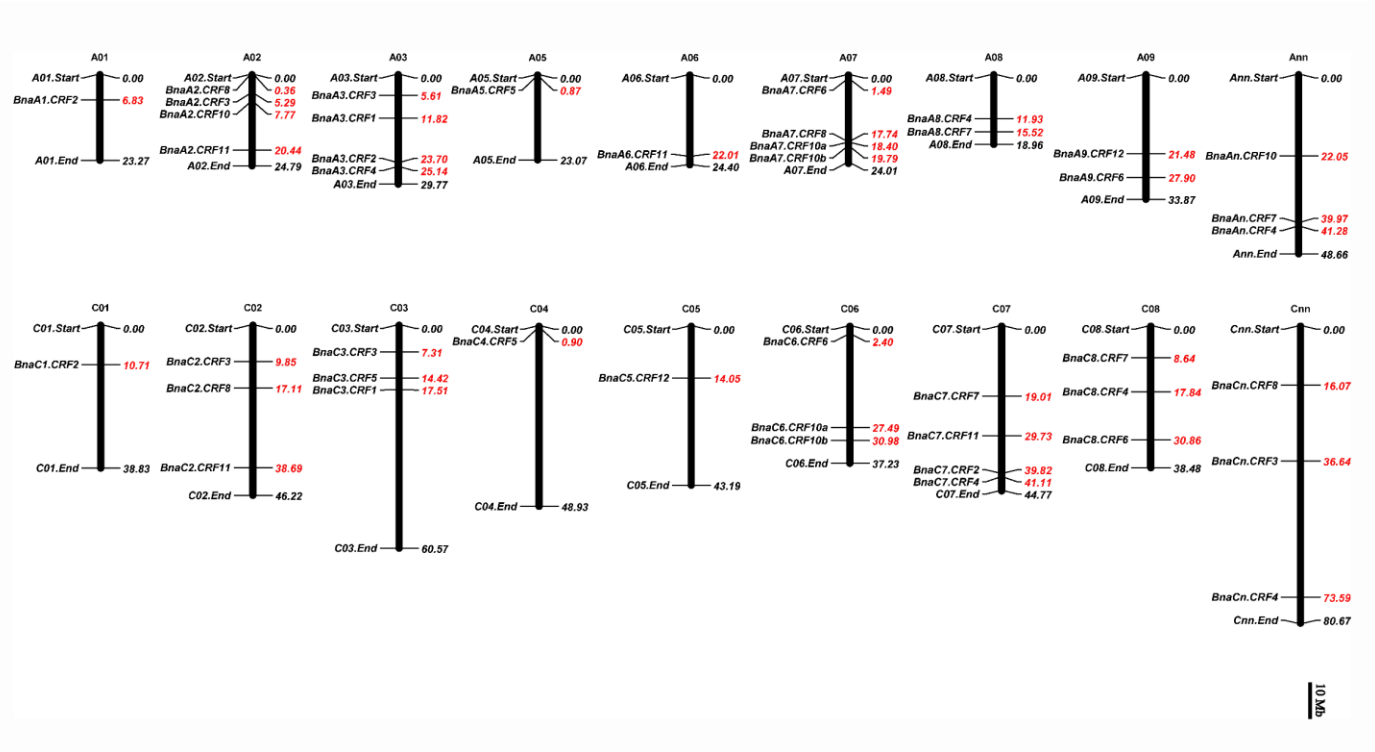 A01
A01.Start 0.00
BnaA1.CRF2 6.83
A01.End 23.27
A02
A02.Start 0.00
BnaA2.CRF8 0.36
BnaA2.CRF3 5.29
BnaA2.CRF10 7.77
BnaA2.CRF11 20.44
A02.End 24.79
A03
A03.Start 0.00
BnaA3.CRF3 5.61
BnaA3.CRF1 11.82
BnaA3.CRF2 23.70
BnaA3.CRF4 25.14
A03.End 29.77
A05
A05.Start 0.00
BnaA5.CRF5 0.87
A05.End 23.07
A06
A06.Start 0.00
BnaA6.CRF11 22.01
A06.End 24.40
A07
A07.Start 0.00
BnaA7.CRF6 1.49
BnaA7.CRF8 17.74
BnaA7.CRF10a 18.40
BnaA7.CRF10b 19.79
A07.End 24.01
A08
A08.Start 0.00
BnaA8.CRF4 11.93
BnaA8.CRF7 15.52
A08.End 18.96
A09
A09.Start 0.00
BnaA9.CRF12 21.48
BnaA9.CRF6 27.90
A09.End 33.87
Ann
Ann.Start 0.00
BnaAn.CRF10 22.05
BnaAn.CRF7 39.97
BnaAn.CRF4 41.28
Ann.End 48.66
C01
C01.Start 0.00
BnaC1.CRF2 10.71
C01.End 38.83
C02
C02.Start 0.00
BnaC2.CRF3 9.85
BnaC2.CRF8 17.11
BnaC2.CRF11 38.69
C02.End 46.22
C03
C03.Start 0.00
BnaC3.CRF3 7.31
BnaC3.CRF5 14.42
BnaC3.CRF1 17.51
C03.End 60.57
C04
C04.Start 0.00
BnaC4.CRF5 0.90
C04.End 48.93
C05
C05.Start 0.00
BnaC5.CRF12 14.05
C05.End 43.19
C06
C06.Start 0.00
BnaC6.CRF6 2.40
BnaC6.CRF10a 27.49
BnaC6.CRF10b 30.98
C06.End 37.23
C07
C07.Start 0.00
BnaC7.CRF7 19.01
BnaC7.CRF11 29.73
BnaC7.CRF2 39.82
BnaC7.CRF4 41.11
C07.End 44.77
C08
C08.Start 0.00
BnaC8.CRF7 8.64
BnaC8.CRF4 17.84
BnaC8.CRF6 30.86
C08.End 38.48
Cnn
Cnn.Start 0.00
BnaCn.CRF8 16.07
BnaCn.CRF3 36.64
BnaCn.CRF4 73.59
Cnn.End 80.67
10 Mb